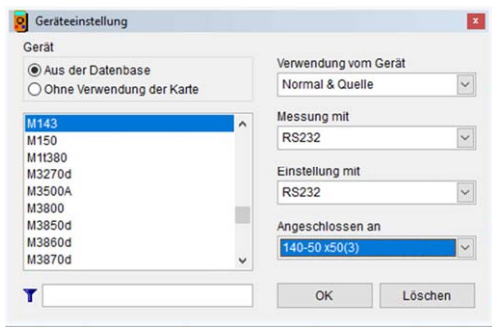 Geräteeinstellung
Gerät
Aus der Datenbase
Ohne Verwendung der Karte
M143
M150
M1t380
M3270d
M3500A
M3800
M3850d
M3860d
M3870d
Verwendung vom Gerät
Normal & Quelle
Messung mit
RS232
Einstellung mit
RS232
Angeschlossen an
140-50 x50(3)
OK
Löschen